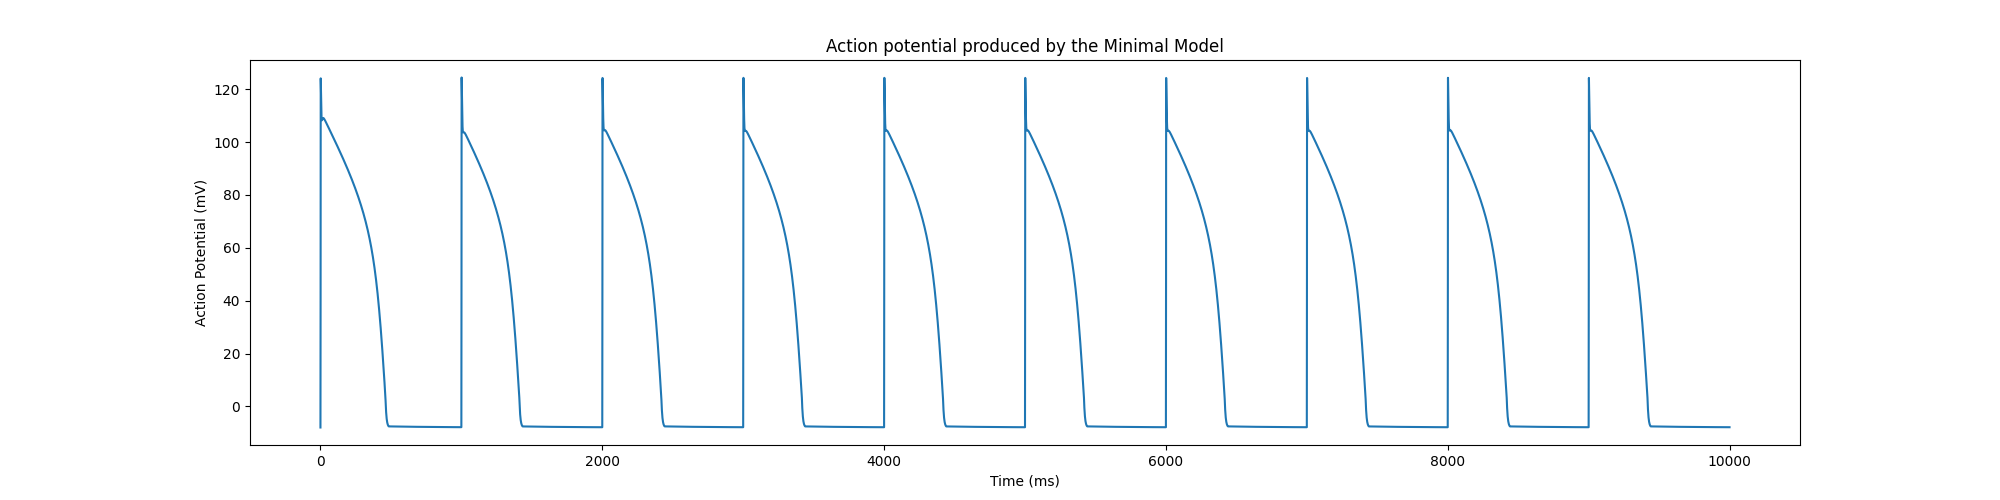 Action potential produced by the Minimal Model
120
100
80
60
40
20
0
Action Potential (mV)
0 2000 4000 6000 8000 10000
Time (ms)